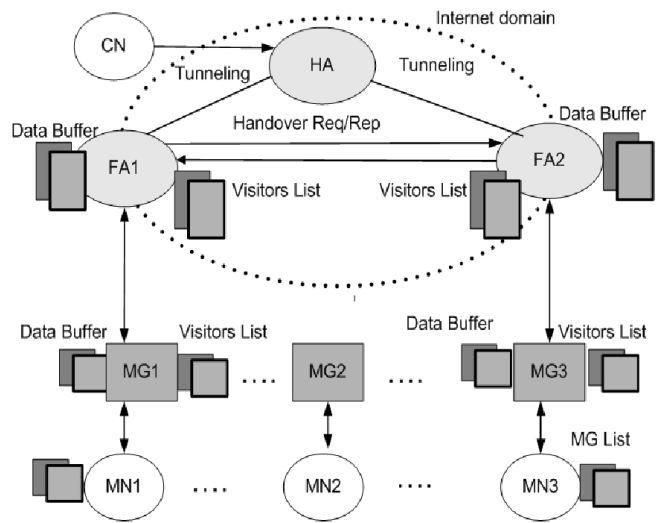 Internet domain
CN
HA
Tunneling
Tunneling
Data Buffer
Handover Req/Rep
Data Buffer
FA1
FA2
Visitors List
Visitors List
Data Buffer
Visitors List
Data Buffer
Visitors List
MG1
....
MG2
....
MG3
MG List
MN1
....
MN2
....
MN3